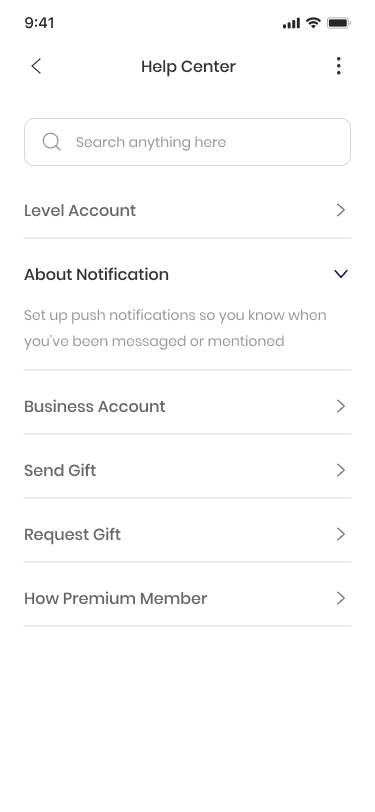 9:41
Help Center
Search anything here
Level Account
About Notification
Set up push notifications so you know when
you've been messaged or mentioned
Business Account
Send Gift
Request Gift
How Premium Member